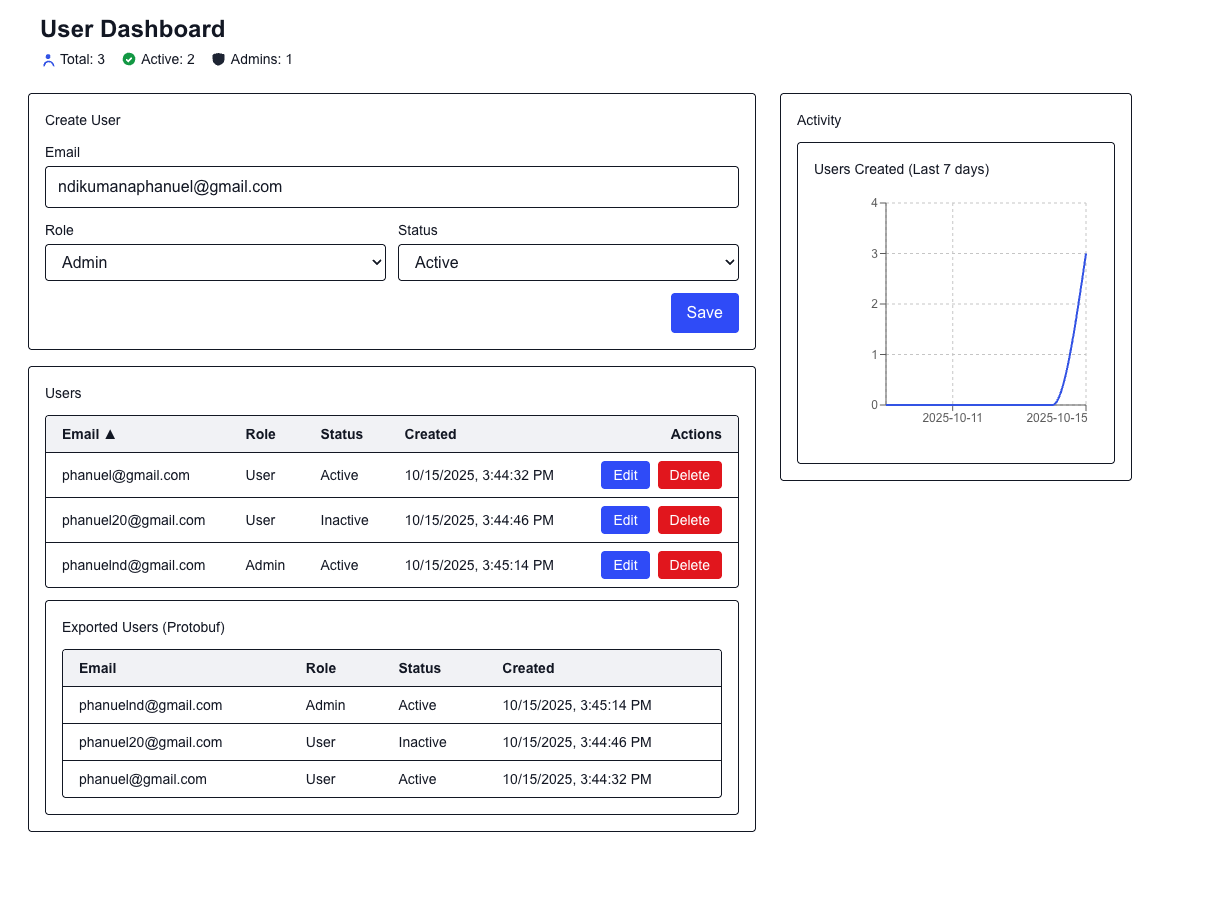 User Dashboard
Total: 3 Active: 2 Admins: 1
Create User
Email
ndikumanaphanuel@gmail.com
Role Status
Admin Active
Save
Users
Email ▲ Role Status Created Actions
phanuel@gmail.com User Active 10/15/2025, 3:44:32 PM Edit Delete
phanuel20@gmail.com User Inactive 10/15/2025, 3:44:46 PM Edit Delete
phanuelnd@gmail.com Admin Active 10/15/2025, 3:45:14 PM Edit Delete
Exported Users (Protobuf)
Email Role Status Created
phanuelnd@gmail.com Admin Active 10/15/2025, 3:45:14 PM
phanuel20@gmail.com User Inactive 10/15/2025, 3:44:46 PM
phanuel@gmail.com User Active 10/15/2025, 3:44:32 PM
Activity
Users Created (Last 7 days)
4
3
2
1
0
2025-10-11 2025-10-15